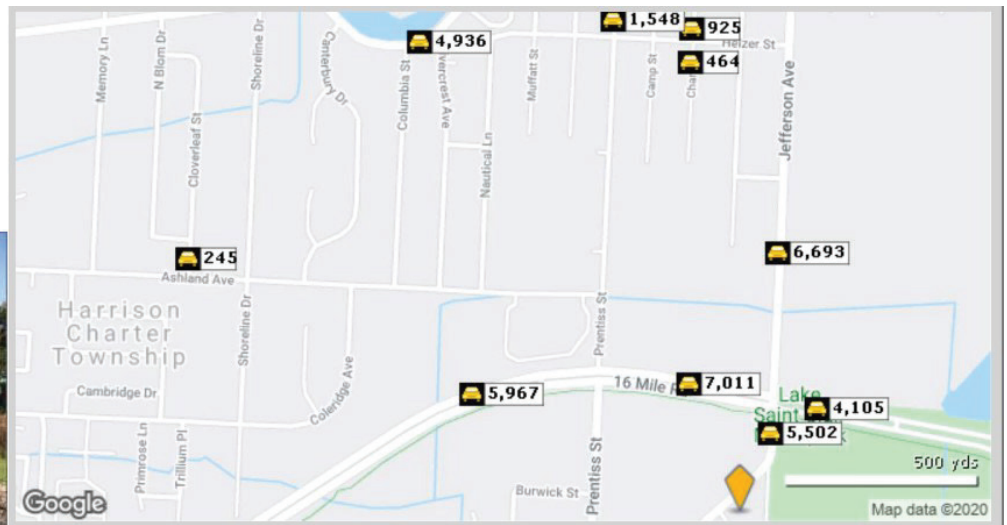 1,548
925
4,936
Helzer St
464
Memory Ln
N Blom Dr
Shoreline Dr
Canterbury Dr
Columbia St
Muffatt St
Camp St
Jefferson Ave
Cloverleaf St
Nautical Ln
6,693
245
Ashland Ave
Harrison
Charter
Township
Shoreline Dr
Prentiss St
Coleridge Ave
Cambridge Dr
5,967
16 Mile
7,011
4,105
Lake
Saint
5,502
Primrose Ln
Trillium Pl
Prentiss St
Burwick St
500 yds
Google
Map data ©2020